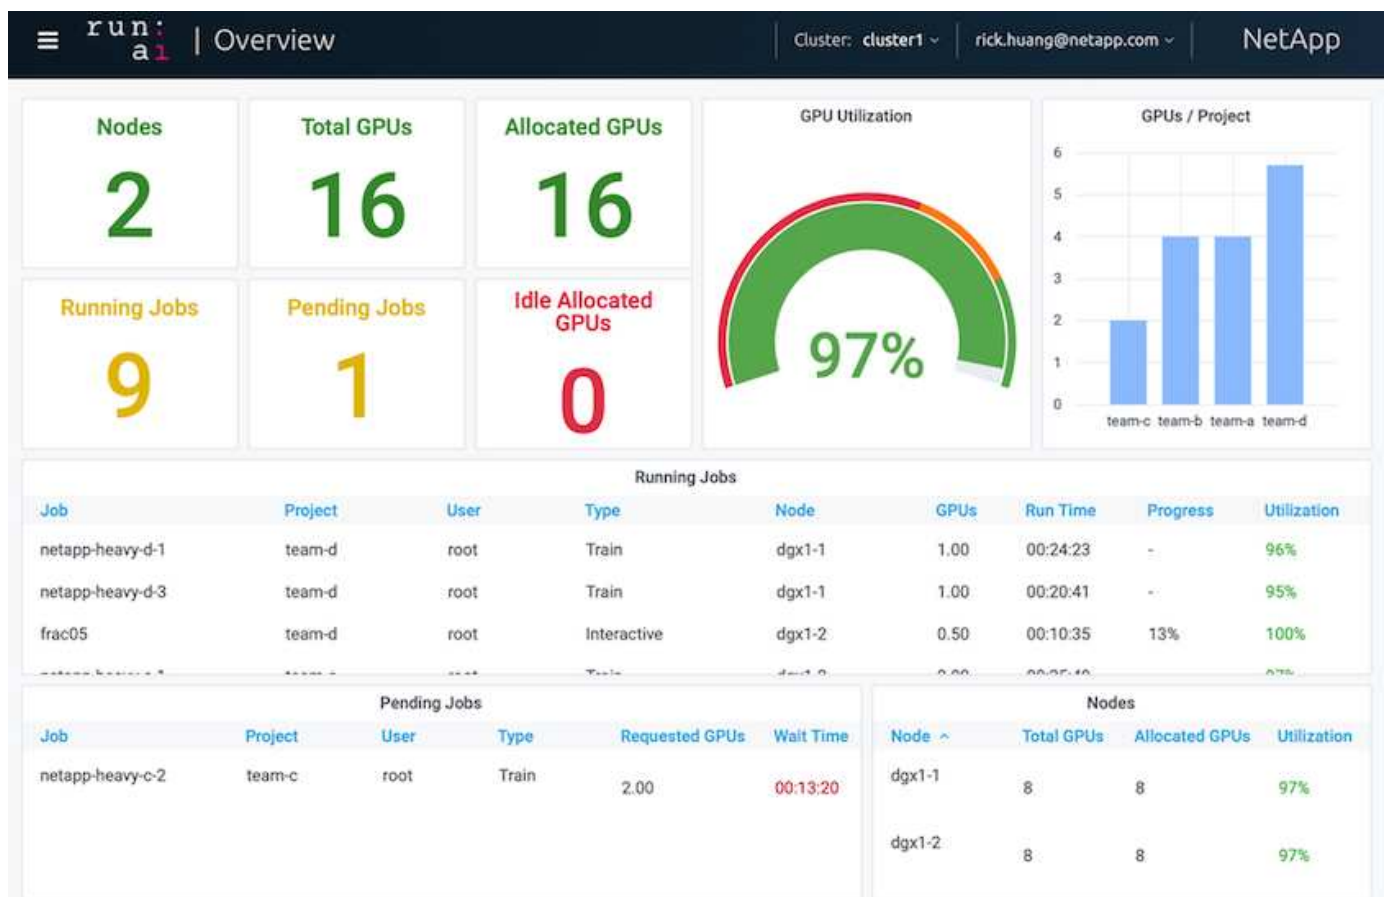 run:
ai | Overview
Cluster: cluster1
rick.huang@netapp.com
NetApp
Nodes
2
Total GPUs
16
Allocated GPUs
16
Running Jobs
9
Pending Jobs
1
Idle Allocated
GPUs
0
GPU Utilization
97%
GPUs / Project
6
5
4
3
2
1
0
team-c team-b team-a team-d
Running Jobs
Job Project User Type Node GPUs Run Time Progress Utilization
netapp-heavy-d-1 team-d root Train dgx1-1 1.00 00:24:23 - 96%
netapp-heavy-d-3 team-d root Train dgx1-1 1.00 00:20:41 - 95%
frac05 team-d root Interactive dgx1-2 0.50 00:10:35 13% 100%
Pending Jobs
Job Project User Type Requested GPUs Wait Time
netapp-heavy-c-2 team-c root Train 2.00 00:13:20
Nodes
Node Total GPUs Allocated GPUs Utilization
dgx1-1 8 8 97%
dgx1-2 8 8 97%